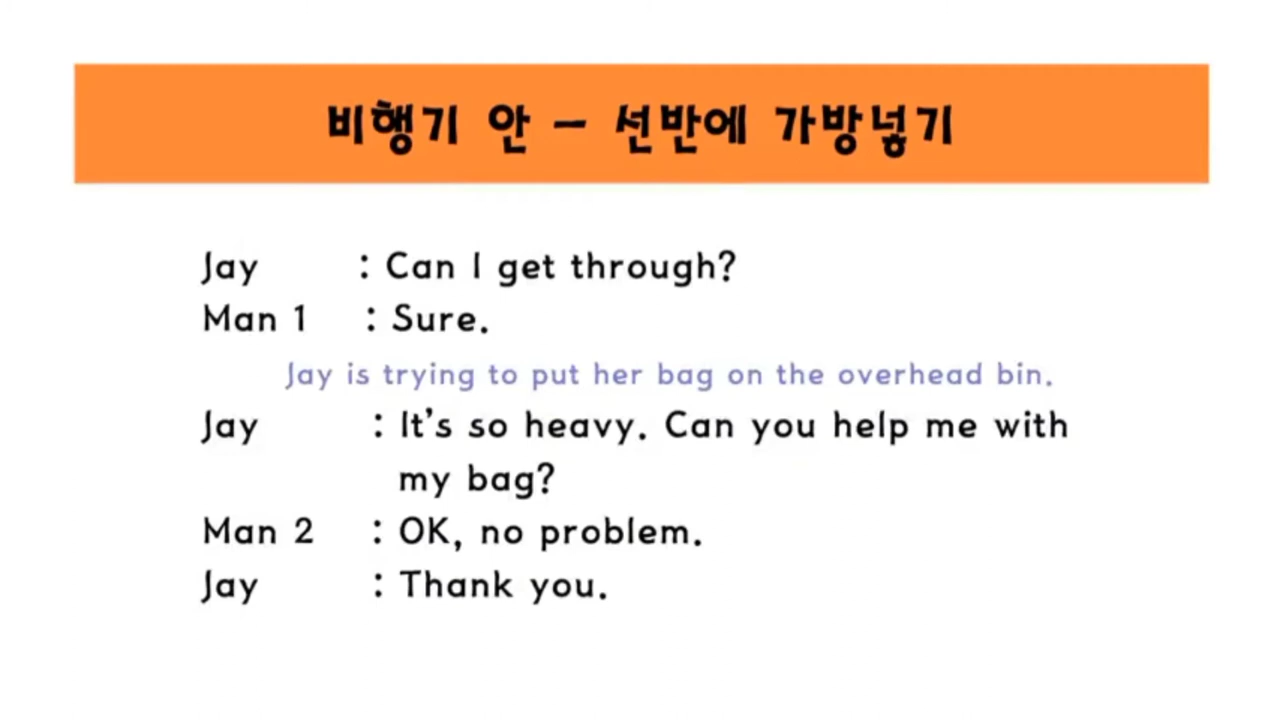 비행기 안 - 선반에 가방넣기
Jay : Can I get through?
Man 1 : Sure.
Jay is trying to put her bag on the overhead bin.
Jay : It's so heavy. Can you help me with
my bag?
Man 2 : OK, no problem.
Jay : Thank you.